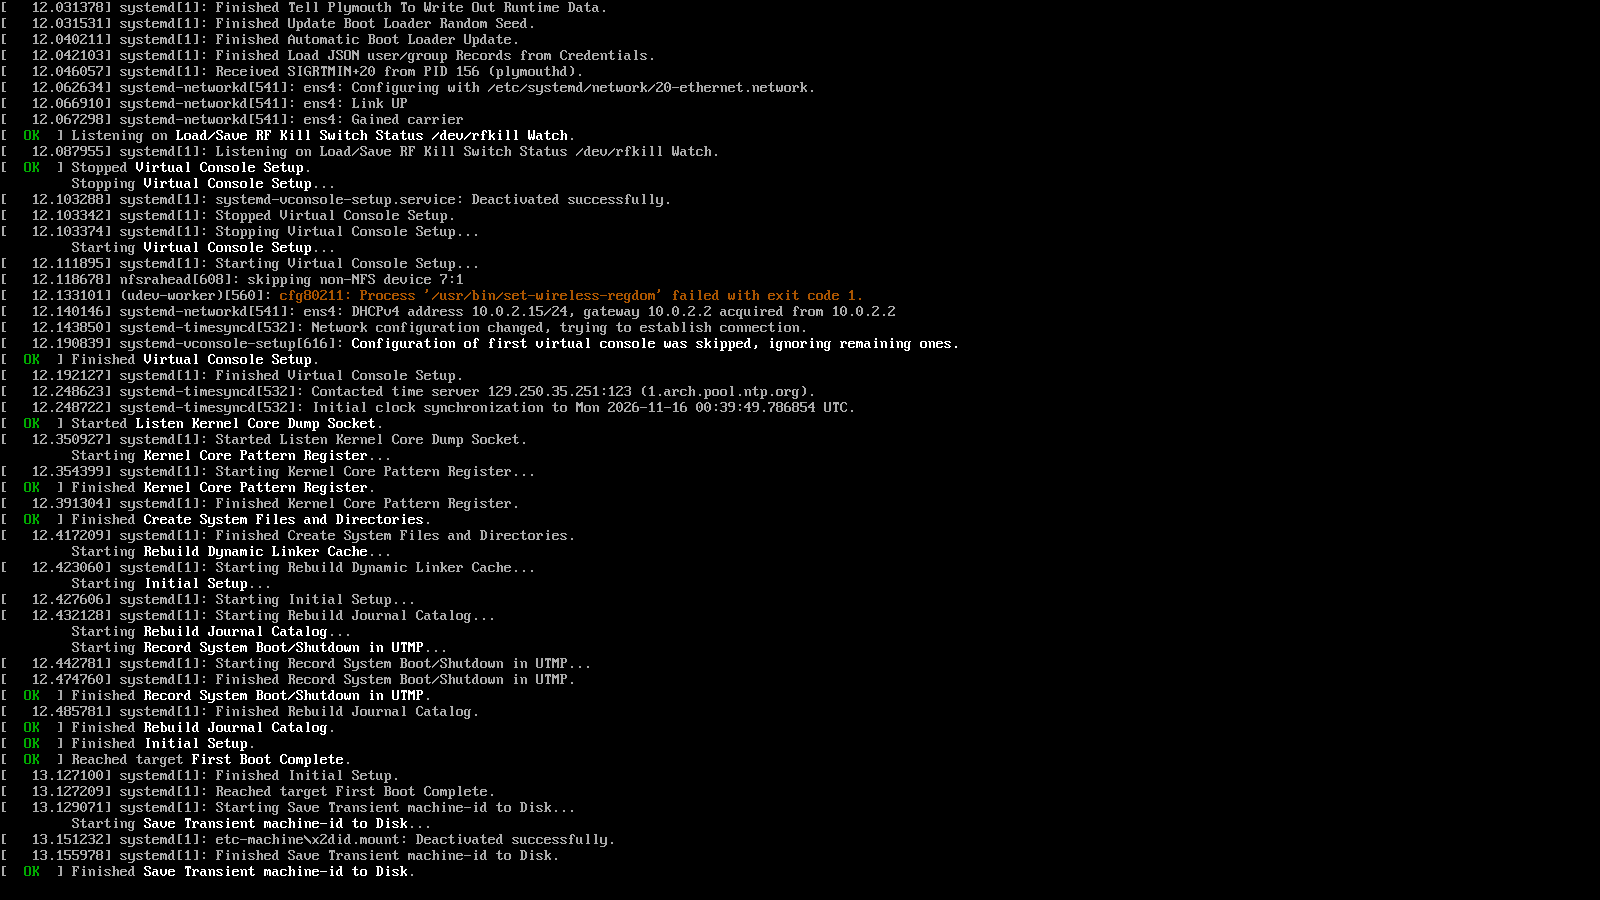 [   12.031378] systemd[1]: Finished Tell Plymouth To Write Out Runtime Data.
[   12.031531] systemd[1]: Finished Update Boot Loader Random Seed.
[   12.040211] systemd[1]: Finished Automatic Boot Loader Update.
[   12.042103] systemd[1]: Finished Load JSON user/group Records from Credentials.
[   12.046057] systemd[1]: Received SIGRTMIN+20 from PID 156 (plymouthd).
[   12.062634] systemd-networkd[541]: ens4: Configuring with /etc/systemd/network/20-ethernet.network.
[   12.066910] systemd-networkd[541]: ens4: Link UP
[   12.067298] systemd-networkd[541]: ens4: Gained carrier
[  OK  ] Listening on Load/Save RF Kill Switch Status /dev/rfkill Watch.
[   12.087955] systemd[1]: Listening on Load/Save RF Kill Switch Status /dev/rfkill Watch.
[  OK  ] Stopped Virtual Console Setup.
         Stopping Virtual Console Setup...
[   12.103288] systemd[1]: systemd-vconsole-setup.service: Deactivated successfully.
[   12.103342] systemd[1]: Stopped Virtual Console Setup.
[   12.103374] systemd[1]: Stopping Virtual Console Setup...
         Starting Virtual Console Setup...
[   12.111895] systemd[1]: Starting Virtual Console Setup...
[   12.118678] nfsrahead[608]: skipping non-NFS device 7:1
[   12.133101] (udev-worker)[560]: cfg80211: Process '/usr/bin/set-wireless-regdom' failed with exit code 1.
[   12.140146] systemd-networkd[541]: ens4: DHCPv4 address 10.0.2.15/24, gateway 10.0.2.2 acquired from 10.0.2.2
[   12.143850] systemd-timesyncd[532]: Network configuration changed, trying to establish connection.
[   12.190839] systemd-vconsole-setup[616]: Configuration of first virtual console was skipped, ignoring remaining ones.
[  OK  ] Finished Virtual Console Setup.
[   12.192127] systemd[1]: Finished Virtual Console Setup.
[   12.248623] systemd-timesyncd[532]: Contacted time server 129.250.35.251:123 (1.arch.pool.ntp.org).
[   12.248722] systemd-timesyncd[532]: Initial clock synchronization to Mon 2026-11-16 00:39:49.786854 UTC.
[  OK  ] Started Listen Kernel Core Dump Socket.
[   12.350927] systemd[1]: Started Listen Kernel Core Dump Socket.
         Starting Kernel Core Pattern Register...
[   12.354399] systemd[1]: Starting Kernel Core Pattern Register...
[  OK  ] Finished Kernel Core Pattern Register.
[   12.391304] systemd[1]: Finished Kernel Core Pattern Register.
[  OK  ] Finished Create System Files and Directories.
[   12.417209] systemd[1]: Finished Create System Files and Directories.
         Starting Rebuild Dynamic Linker Cache...
[   12.423060] systemd[1]: Starting Rebuild Dynamic Linker Cache...
         Starting Initial Setup...
[   12.427606] systemd[1]: Starting Initial Setup...
[   12.432128] systemd[1]: Starting Rebuild Journal Catalog...
         Starting Rebuild Journal Catalog...
         Starting Record System Boot/Shutdown in UTMP...
[   12.442781] systemd[1]: Starting Record System Boot/Shutdown in UTMP...
[   12.474760] systemd[1]: Finished Record System Boot/Shutdown in UTMP.
[  OK  ] Finished Record System Boot/Shutdown in UTMP.
[   12.485781] systemd[1]: Finished Rebuild Journal Catalog.
[  OK  ] Finished Rebuild Journal Catalog.
[  OK  ] Finished Initial Setup.
[  OK  ] Reached target First Boot Complete.
[   13.127100] systemd[1]: Finished Initial Setup.
[   13.127209] systemd[1]: Reached target First Boot Complete.
[   13.129071] systemd[1]: Starting Save Transient machine-id to Disk...
         Starting Save Transient machine-id to Disk...
[   13.151232] systemd[1]: etc-machine\x2did.mount: Deactivated successfully.
[   13.155978] systemd[1]: Finished Save Transient machine-id to Disk.
[  OK  ] Finished Save Transient machine-id to Disk.